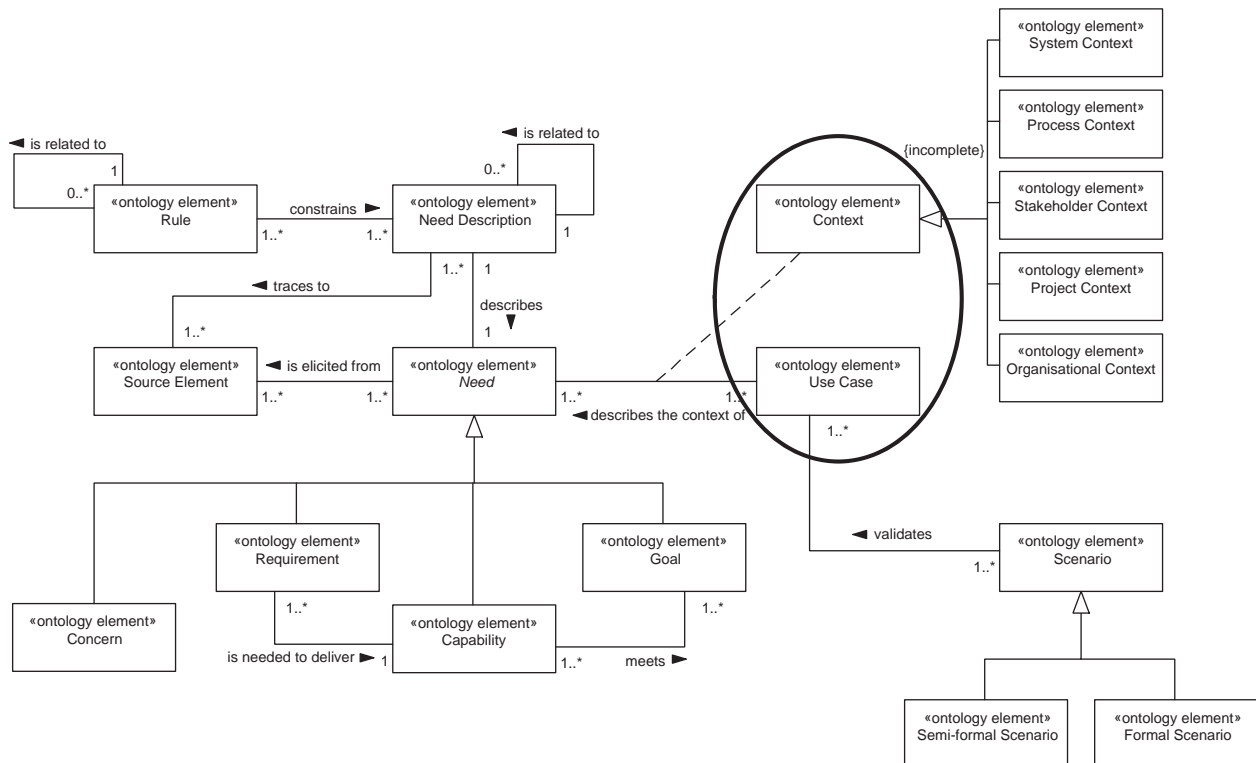 «ontology element»
System Context
«ontology element»
Process Context
{incomplete}
«ontology element»
Stakeholder Context
«ontology element»
Project Context
«ontology element»
Organisational Context
◄ is related to
1
0..*
«ontology element»
Rule
constrains ►
1..*
1..*
◄ is related to
0..*
1
«ontology element»
Need Description
«ontology element»
Context
1..*
1
◄ traces to
describes
▼
1..*
1
«ontology element»
Source Element
◄ is elicited from
1..*
1..*
«ontology element»
Need
1..*
1..*
◄ describes the context of
«ontology element»
Use Case
1..*
◄ validates
1..*
«ontology element»
Scenario
«ontology element»
Requirement
«ontology element»
Goal
1..*
1..*
«ontology element»
Concern
«ontology element»
Capability
is needed to deliver ►
1
1..*
meets ►
«ontology element»
Semi-formal Scenario
«ontology element»
Formal Scenario